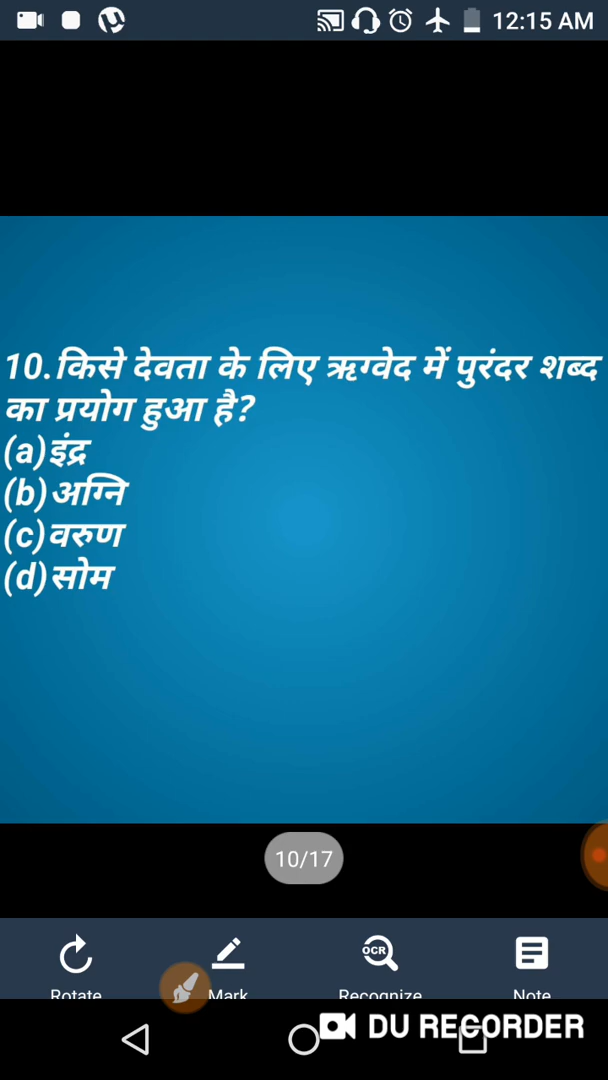 12:15 AM
10.किसे देवता के लिए ऋग्वेद में पुरंदर शब्द
का प्रयोग हुआ है?
(a)इंद्र
(b)अग्नि
(c)वरुण
(d)सोम
10/17
OCR
Rotate Mark Recognize Note
DU RECORDER